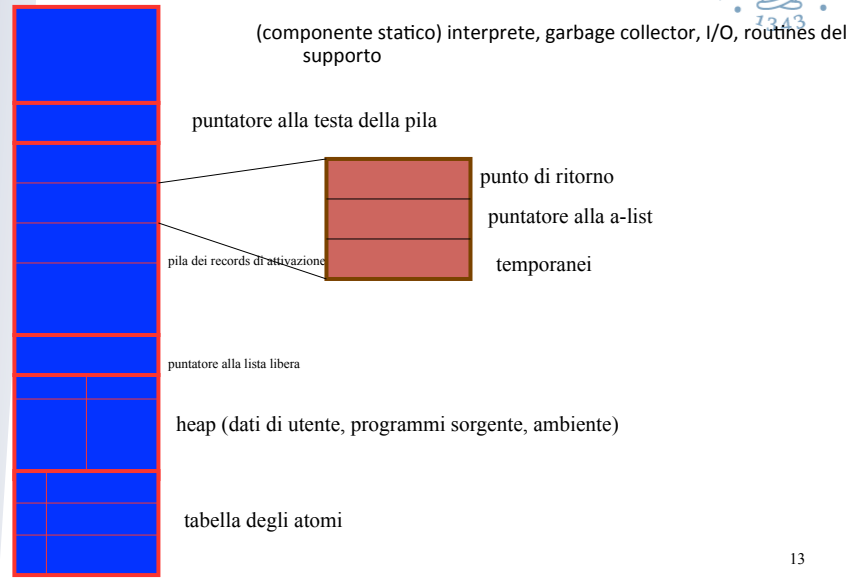 1343
(componente statico) interprete, garbage collector, I/O, routines del
supporto
puntatore alla testa della pila
punto di ritorno
puntatore alla a-list
temporanei
pila dei records di attivazione
puntatore alla lista libera
heap (dati di utente, programmi sorgente, ambiente)
tabella degli atomi
13